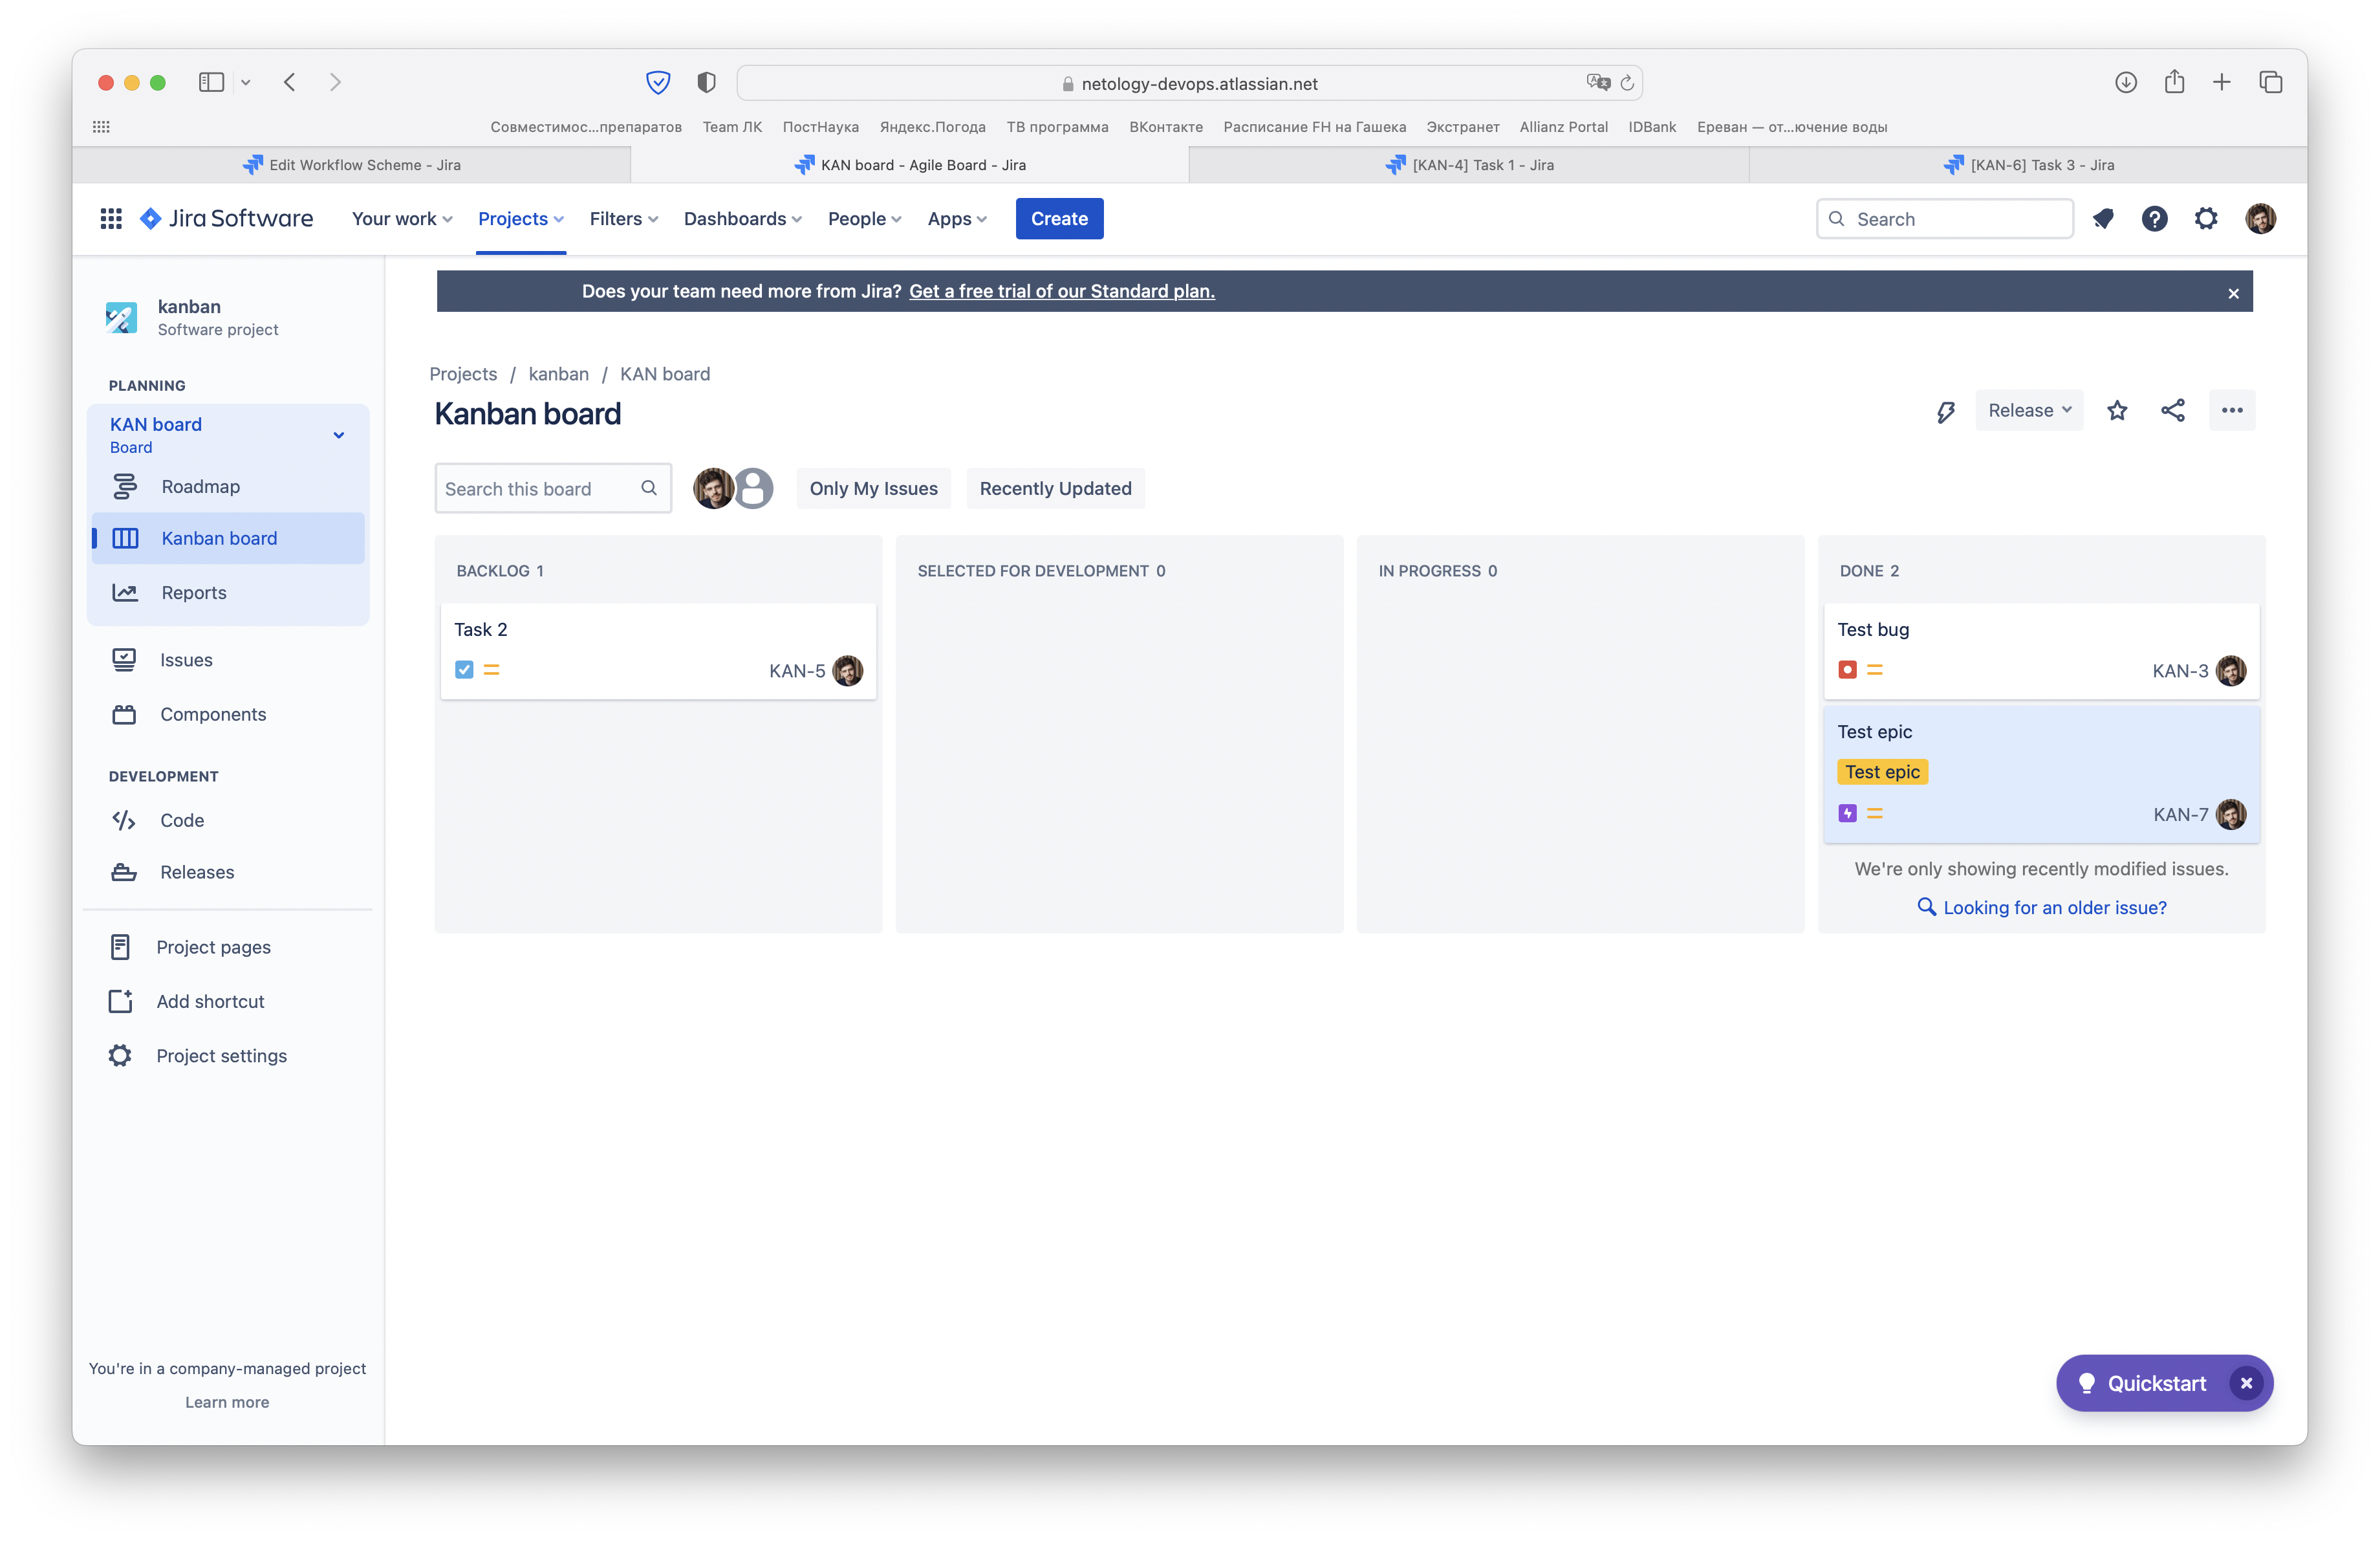 netology-devops.atlassian.net
Совместимос...препаратов Team ЛК ПостНаука Яндекс.Погода ТВ программа ВКонтакте Расписание FH на Гашека Экстранет Allianz Portal IDBank Ереван — от...ючение воды
Edit Workflow Scheme - Jira KAN board - Agile Board - Jira [KAN-4] Task 1 - Jira [KAN-6] Task 3 - Jira
Jira Software Your work Projects Filters Dashboards People Apps Create Search
Does your team need more from Jira? Get a free trial of our Standard plan.
kanban
Software project
PLANNING
KAN board
Board
Roadmap
Kanban board
Reports
Issues
Components
DEVELOPMENT
Code
Releases
Project pages
Add shortcut
Project settings
You're in a company-managed project
Learn more
Projects / kanban / KAN board
Kanban board
Release
Search this board Only My Issues Recently Updated
BACKLOG 1
Task 2
KAN-5
SELECTED FOR DEVELOPMENT 0
IN PROGRESS 0
DONE 2
Test bug
KAN-3
Test epic
Test epic
KAN-7
We're only showing recently modified issues.
Looking for an older issue?
Quickstart